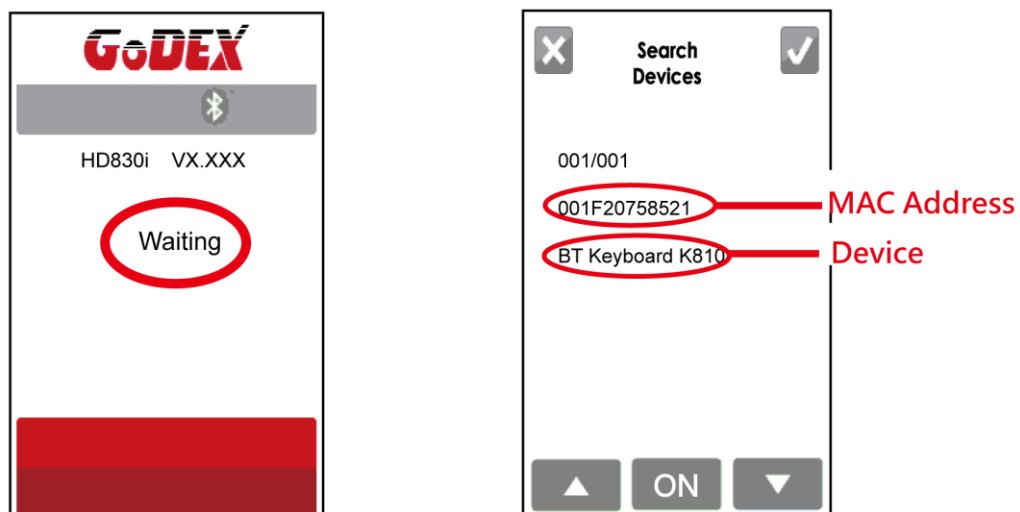 GoDEX
HD830i VX.XXX
Waiting
Search
Devices
001/001
001F20758521
MAC Address
BT Keyboard K810
Device
ON